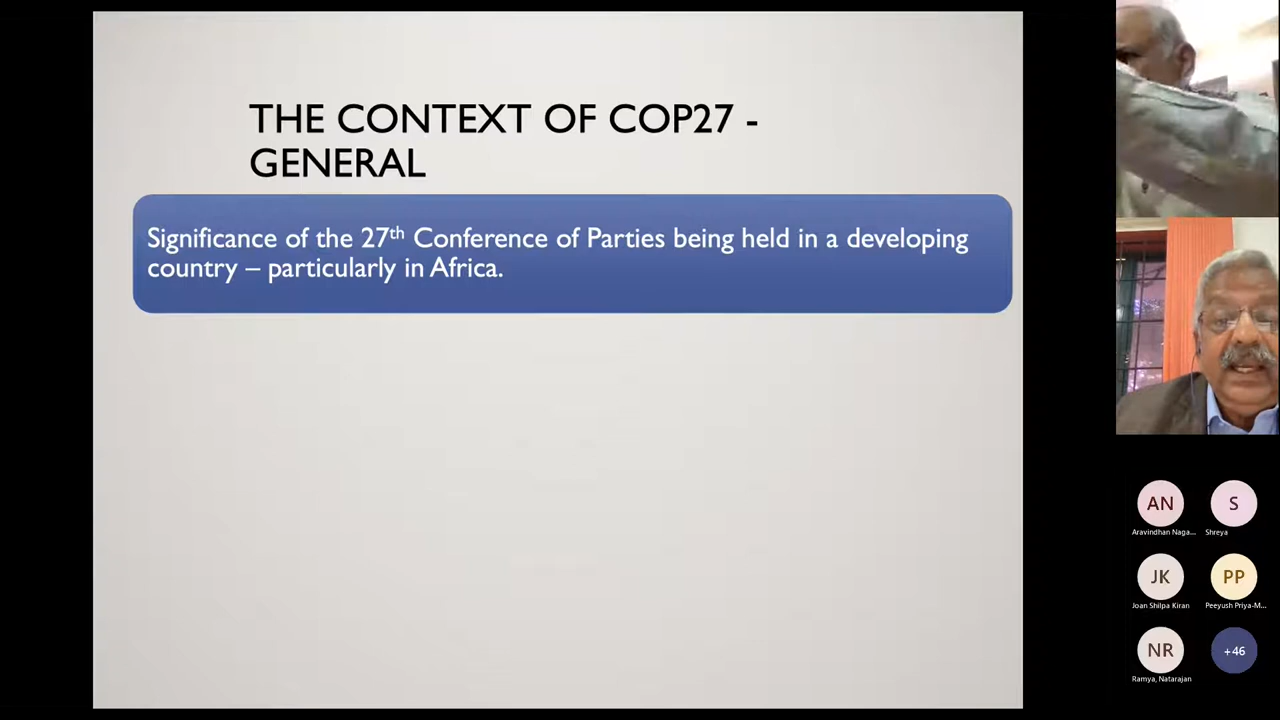 THE CONTEXT OF COP27 -
GENERAL
Significance of the 27th Conference of Parties being held in a developing
country – particularly in Africa.
AN
Aravindhan Naga...
S
Shreya
JK
Joan Shilpa Kiran
PP
Peeyush Priya-M...
NR
Ramya, Natarajan
+46